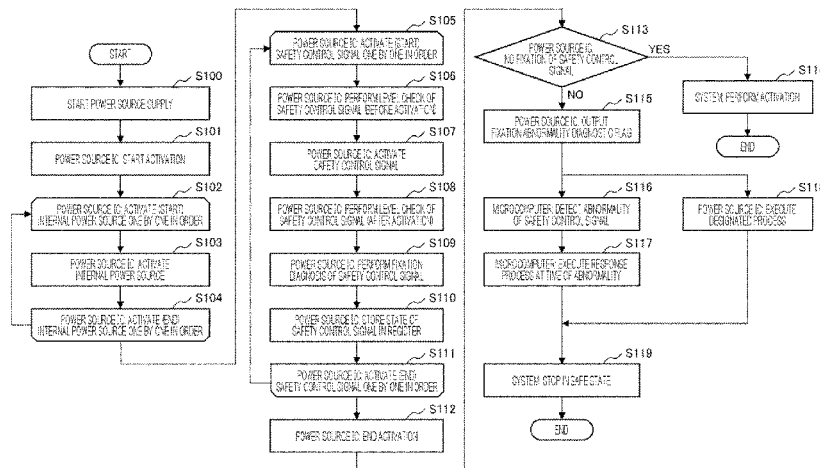 START
S100
START POWER SOURCE SUPPLY
S101
POWER SOURCE IC: START ACTIVATION
S102
POWER SOURCE IC: ACTIVATE (START)
INTERNAL POWER SOURCE ONE BY ONE IN ORDER
S103
POWER SOURCE IC: ACTIVATE
INTERNAL POWER SOURCE
S104
POWER SOURCE IC: ACTIVATE (END)
INTERNAL POWER SOURCE ONE BY ONE IN ORDER
S105
POWER SOURCE IC: ACTIVATE (START)
SAFETY CONTROL SIGNAL ONE BY ONE IN ORDER
S106
POWER SOURCE IC: PERFORM LEVEL CHECK OF
SAFETY CONTROL SIGNAL (BEFORE ACTIVATION)
S107
POWER SOURCE IC: ACTIVATE
SAFETY CONTROL SIGNAL
S108
POWER SOURCE IC: PERFORM LEVEL CHECK OF
SAFETY CONTROL SIGNAL (AFTER ACTIVATION)
S109
POWER SOURCE IC: PERFORM FIXATION
DIAGNOSIS OF SAFETY CONTROL SIGNAL
S110
POWER SOURCE IC: STORE STATE OF
SAFETY CONTROL SIGNAL IN REGISTER
S111
POWER SOURCE IC: ACTIVATE (END)
SAFETY CONTROL SIGNAL ONE BY ONE IN ORDER
S112
POWER SOURCE IC: END ACTIVATION
S113
POWER SOURCE IC:
NO FIXATION OF SAFETY CONTROL
SIGNAL
YES
NO
S11
SYSTEM: PERFORM ACTIVATION
END
S115
POWER SOURCE IC: OUTPUT
FIXATION ABNORMALITY DIAGNOSTIC FLAG
S116
MICROCOMPUTER: DETECT ABNORMALITY
OF SAFETY CONTROL SIGNAL
S117
MICROCOMPUTER: EXECUTE RESPONSE
PROCESS AT TIME OF ABNORMALITY
S11
POWER SOURCE IC: EXECUTE
DESIGNATED PROCESS
S119
SYSTEM: STOP IN SAFE STATE
END